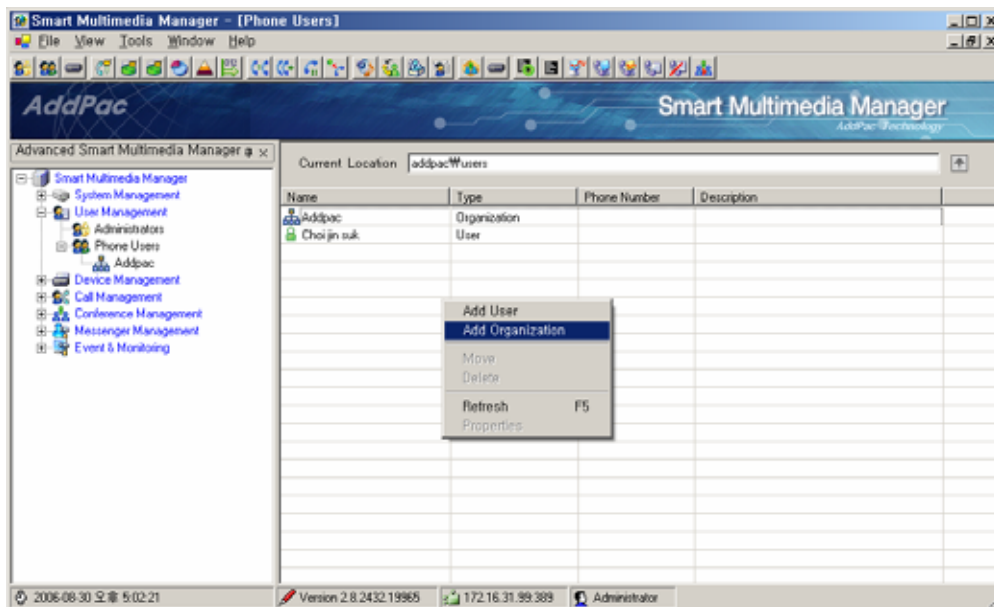 Smart Multimedia Manager - [Phone Users]
File View Tools Window Help
AddPac
Smart Multimedia Manager
AddPac Technology
Advanced Smart Multimedia Manager
Current Location addpac₩users
Smart Multimedia Manager
System Management
User Management
Administrators
Phone Users
Addpac
Device Management
Call Management
Conference Management
Messenger Management
Event & Monitoring
Name Type Phone Number Description
Addpac Organization
Choi jin suk User
Add User
Add Organization
Move
Delete
Refresh F5
Properties
2006-08-30 오후 5:02:21 Version 2.8.2432.19965 172.16.31.99:389 Administrator